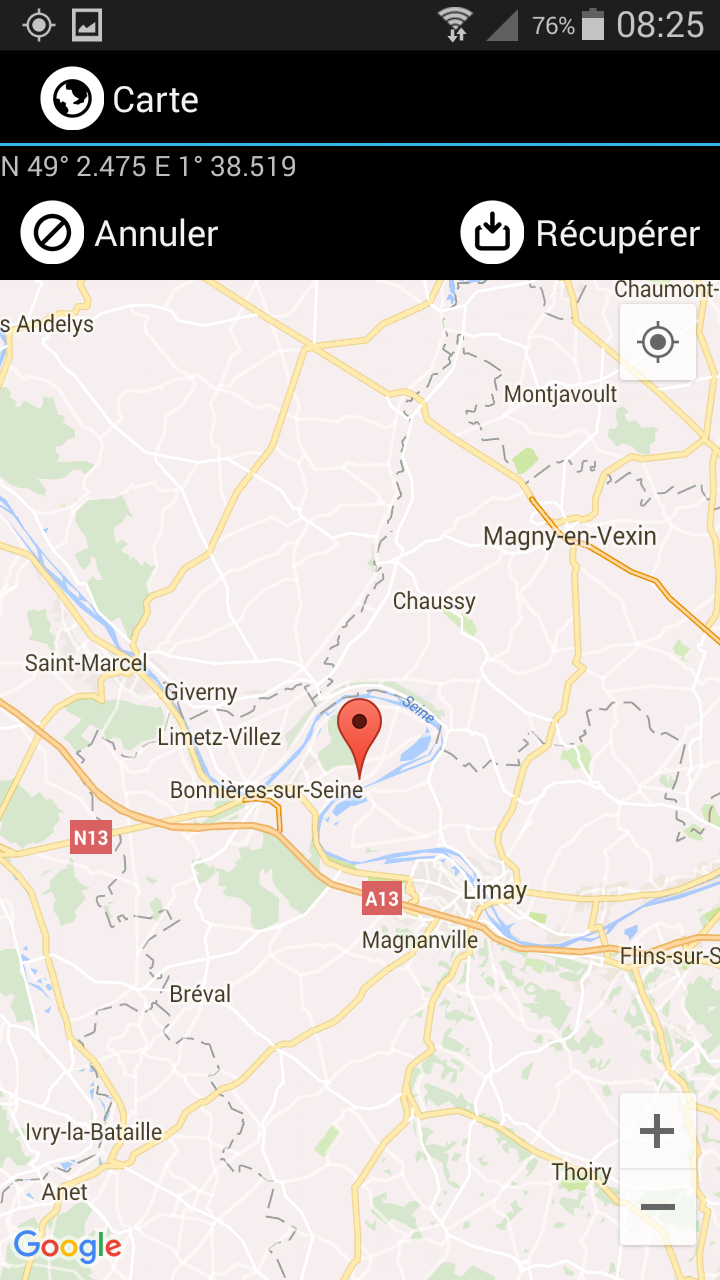 76% 08:25
Carte
N 49° 2.475 E 1° 38.519
Annuler Récupérer
Chaumont-
s Andelys
Montjavoult
Magny-en-Vexin
Chaussy
Saint-Marcel
Giverny
Seine
Limetz-Villez
Bonnières-sur-Seine
N13
Limay
A13
Magnanville
Flins-sur-S
Bréval
Ivry-la-Bataille
Thoiry
Anet
Google